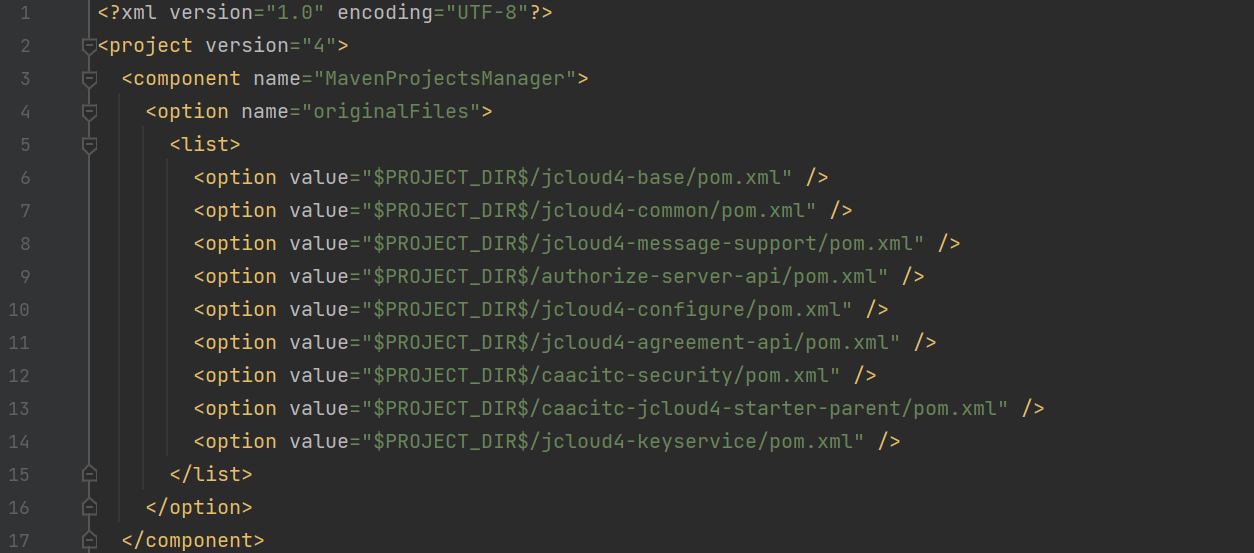 1 <?xml version="1.0" encoding="UTF-8"?>
2 <project version="4">
3 <component name="MavenProjectsManager">
4 <option name="originalFiles">
5 <list>
6 <option value="$PROJECT_DIR$/jcloud4-base/pom.xml" />
7 <option value="$PROJECT_DIR$/jcloud4-common/pom.xml" />
8 <option value="$PROJECT_DIR$/jcloud4-message-support/pom.xml" />
9 <option value="$PROJECT_DIR$/authorize-server-api/pom.xml" />
10 <option value="$PROJECT_DIR$/jcloud4-configure/pom.xml" />
11 <option value="$PROJECT_DIR$/jcloud4-agreement-api/pom.xml" />
12 <option value="$PROJECT_DIR$/caacitc-security/pom.xml" />
13 <option value="$PROJECT_DIR$/caacitc-jcloud4-starter-parent/pom.xml" />
14 <option value="$PROJECT_DIR$/jcloud4-keyservice/pom.xml" />
15 </list>
16 </option>
17 </component>